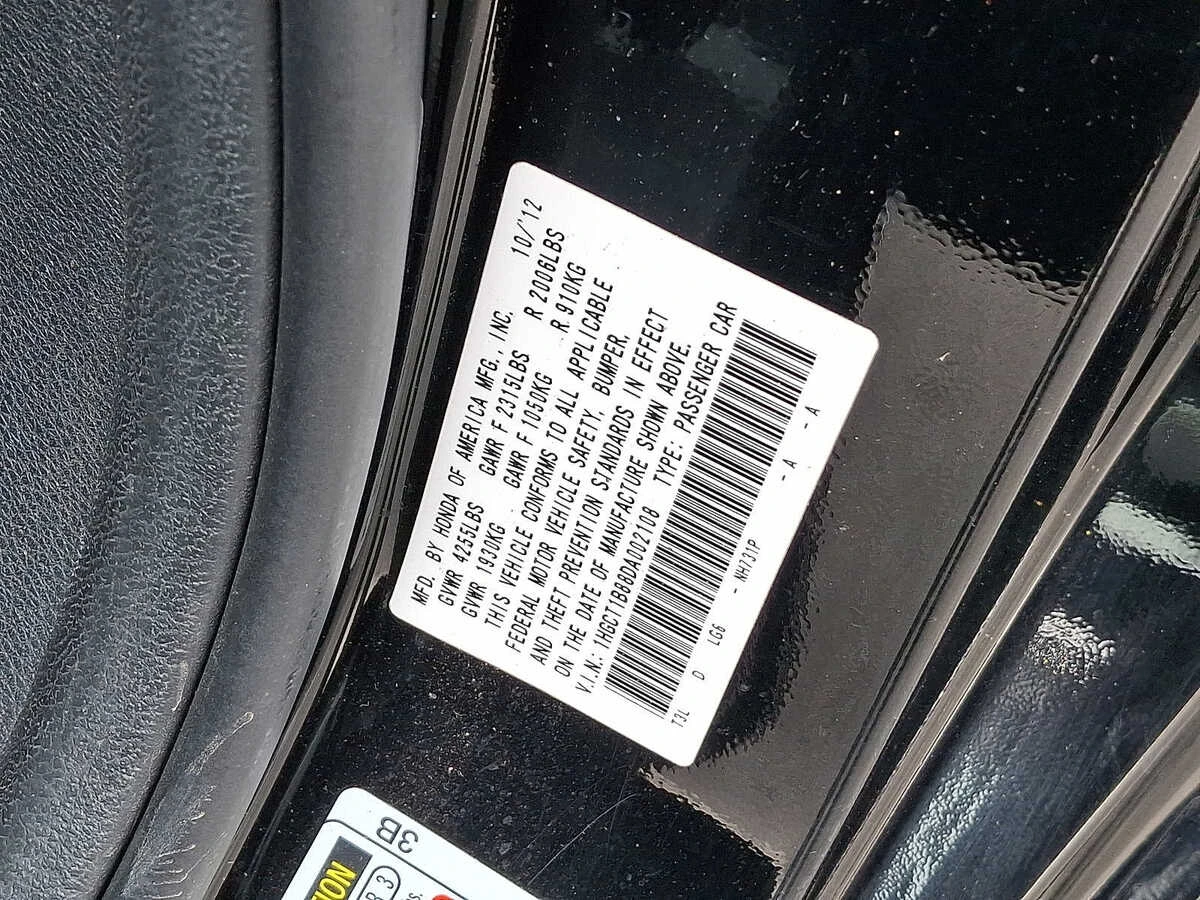 MFD. BY HONDA OF AMERICA MFG., INC. 10/'12
GVWR 4255LBS GAWR F 2315LBS R 2006LBS
GVWR 1930KG GAWR F 1050KG R 910KG
THIS VEHICLE CONFORMS TO ALL APPLICABLE
FEDERAL MOTOR VEHICLE SAFETY, BUMPER,
AND THEFT PREVENTION STANDARDS IN EFFECT
ON THE DATE OF MANUFACTURE SHOWN ABOVE.
V.I.N.: 1HGCT1B88DA002108 TYPE: PASSENGER CAR
T3L D LG6 - NH731P - A - A
3B